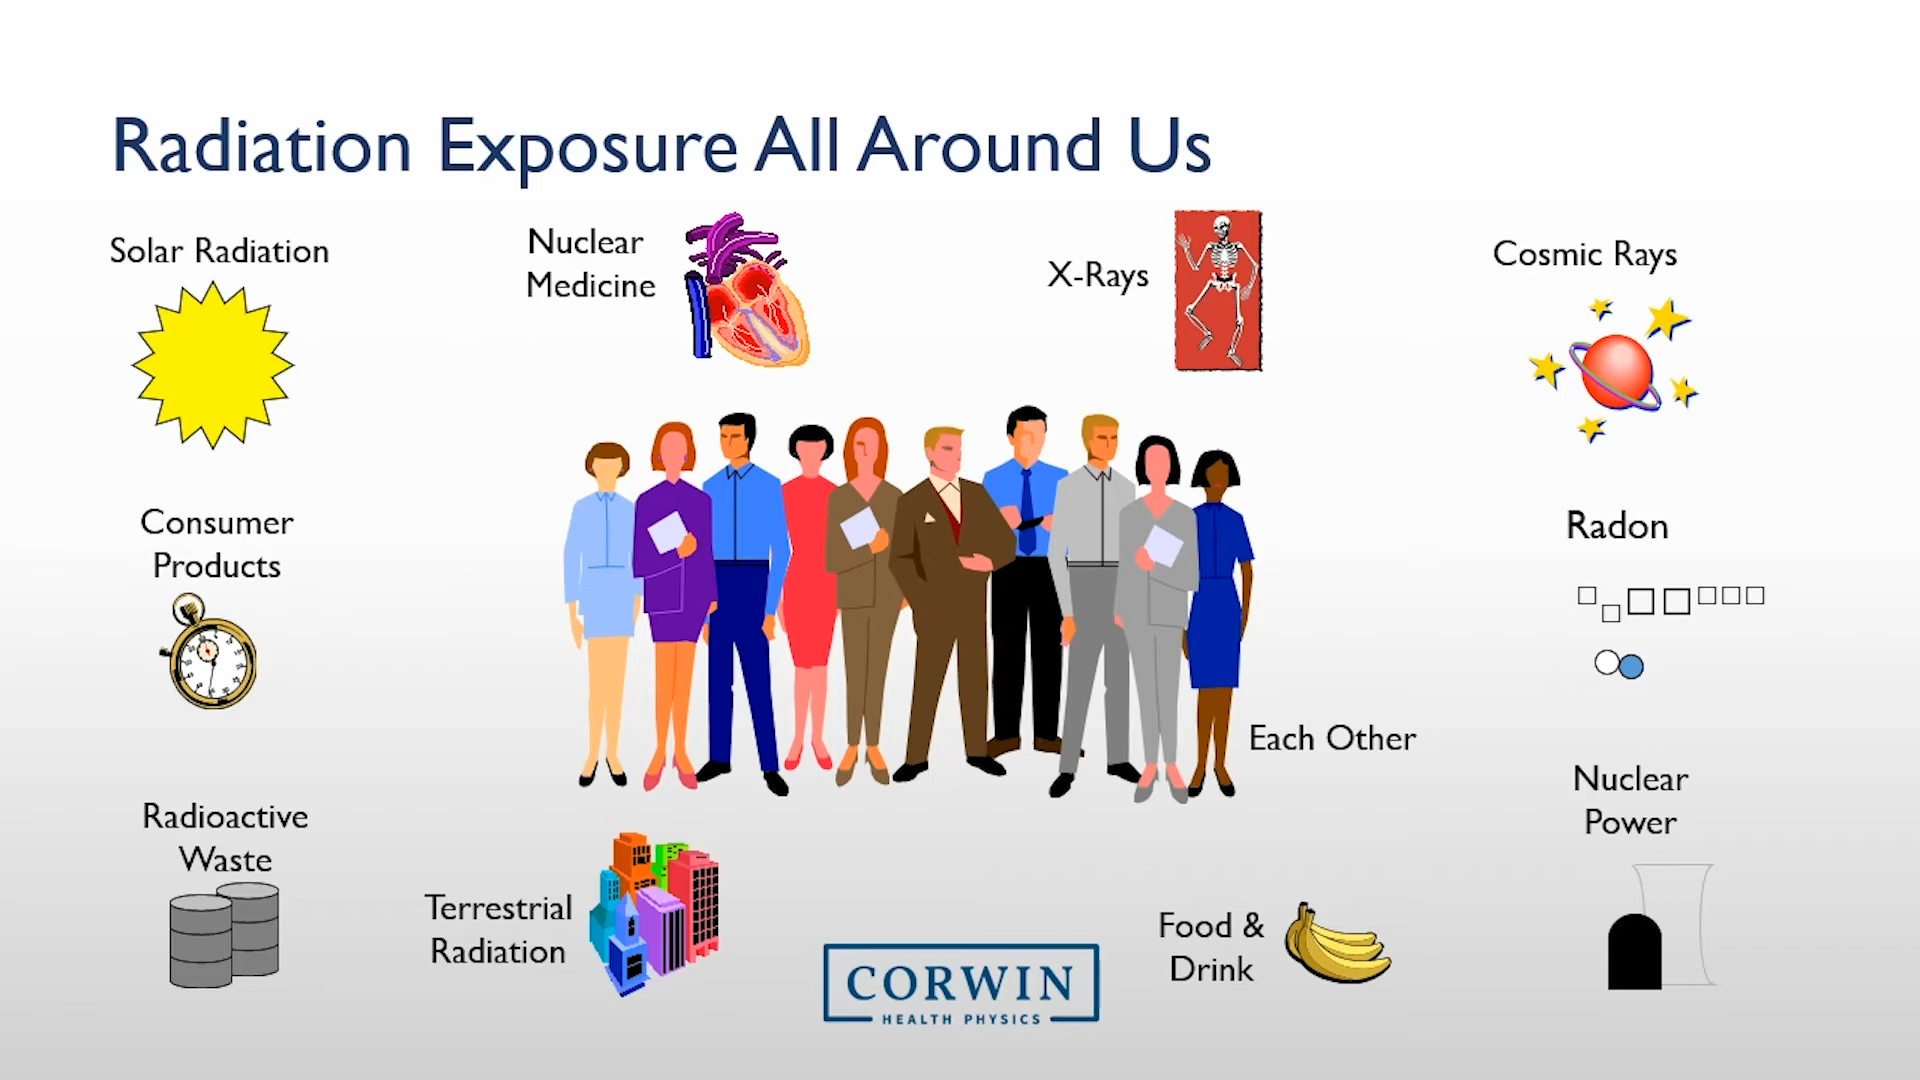 Radiation Exposure All Around Us
Solar Radiation
Nuclear
Medicine
X-Rays
Cosmic Rays
Consumer
Products
Radon
Each Other
Radioactive
Waste
Nuclear
Power
Terrestrial
Radiation
Food &
Drink
CORWIN
HEALTH PHYSICS